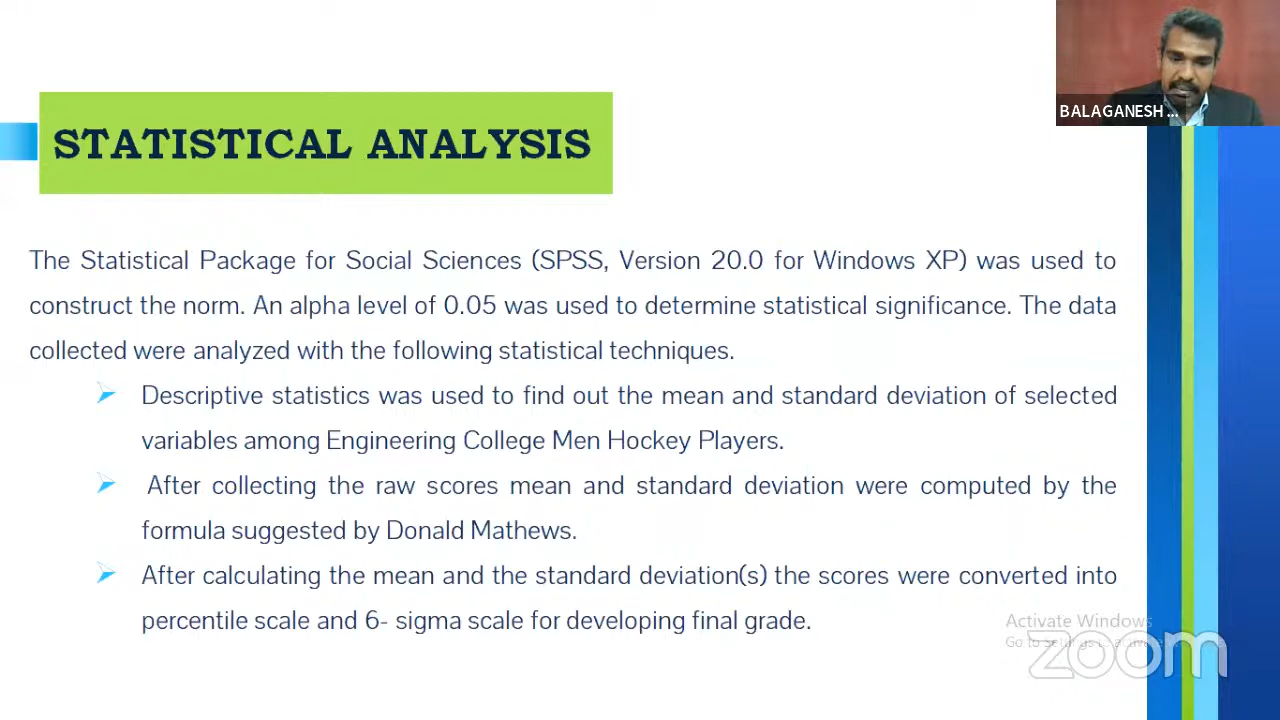 BALAGANESH ...
STATISTICAL ANALYSIS
The Statistical Package for Social Sciences (SPSS, Version 20.0 for Windows XP) was used to
construct the norm. An alpha level of 0.05 was used to determine statistical significance. The data
collected were analyzed with the following statistical techniques.
Descriptive statistics was used to find out the mean and standard deviation of selected
variables among Engineering College Men Hockey Players.
After collecting the raw scores mean and standard deviation were computed by the
formula suggested by Donald Mathews.
After calculating the mean and the standard deviation(s) the scores were converted into
percentile scale and 6- sigma scale for developing final grade.
Activate Windows
Go to Settings to activate
zoom